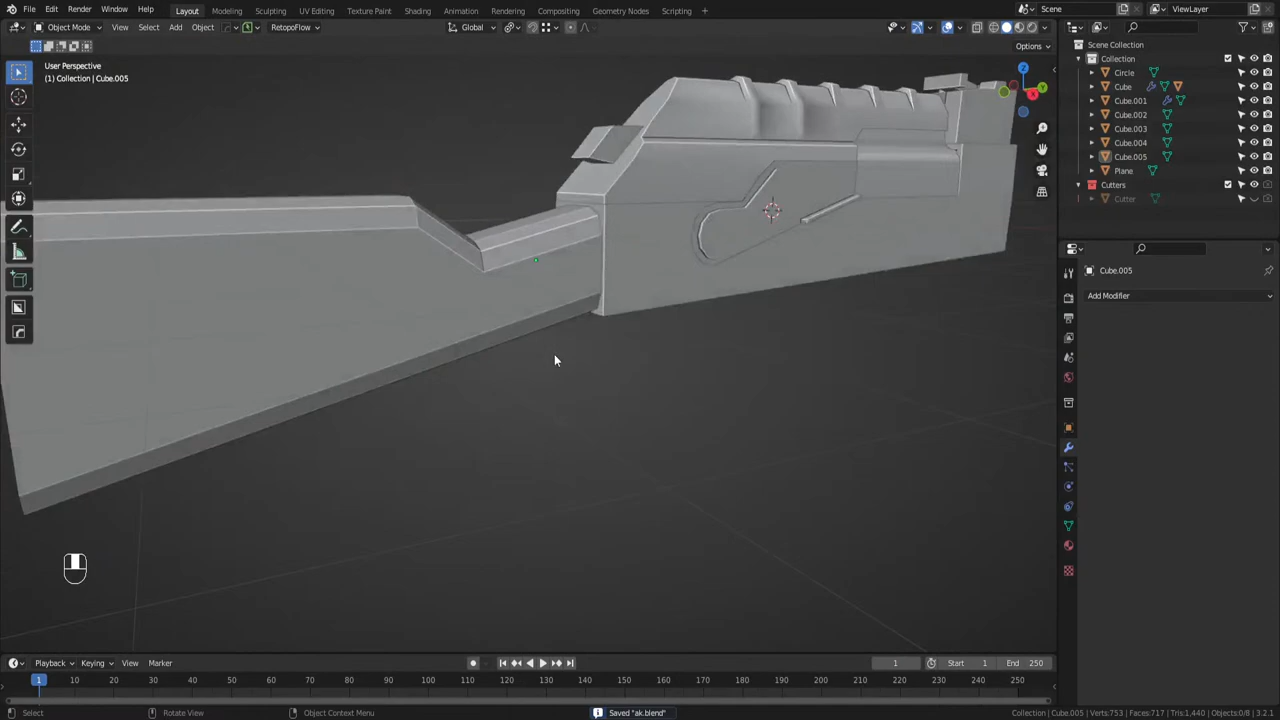 File Edit Render Window Help Layout Modeling Sculpting UV Editing Texture Paint Shading Animation Rendering Compositing Geometry Nodes Scripting + Scene ViewLayer
Object Mode View Select Add Object RetopoFlow Global
Options
User Perspective
(1) Collection | Cube.005
Z
Y
X
Scene Collection
Collection
Circle
Cube
Cube.001
Cube.002
Cube.003
Cube.004
Cube.005
Plane
Cutters
Cutter
Cube.005
Add Modifier
Playback Keying View Marker 1 Start 1 End 250
1 10 20 30 40 50 60 70 80 90 100 110 120 130 140 150 160 170 180 190 200 210 220 230 240 250
Select Rotate View Object Context Menu Saved "ak.blend" Collection | Cube.005 | Verts:753 | Faces:717 | Tris:1,440 | Objects:0/8 | 3.2.1